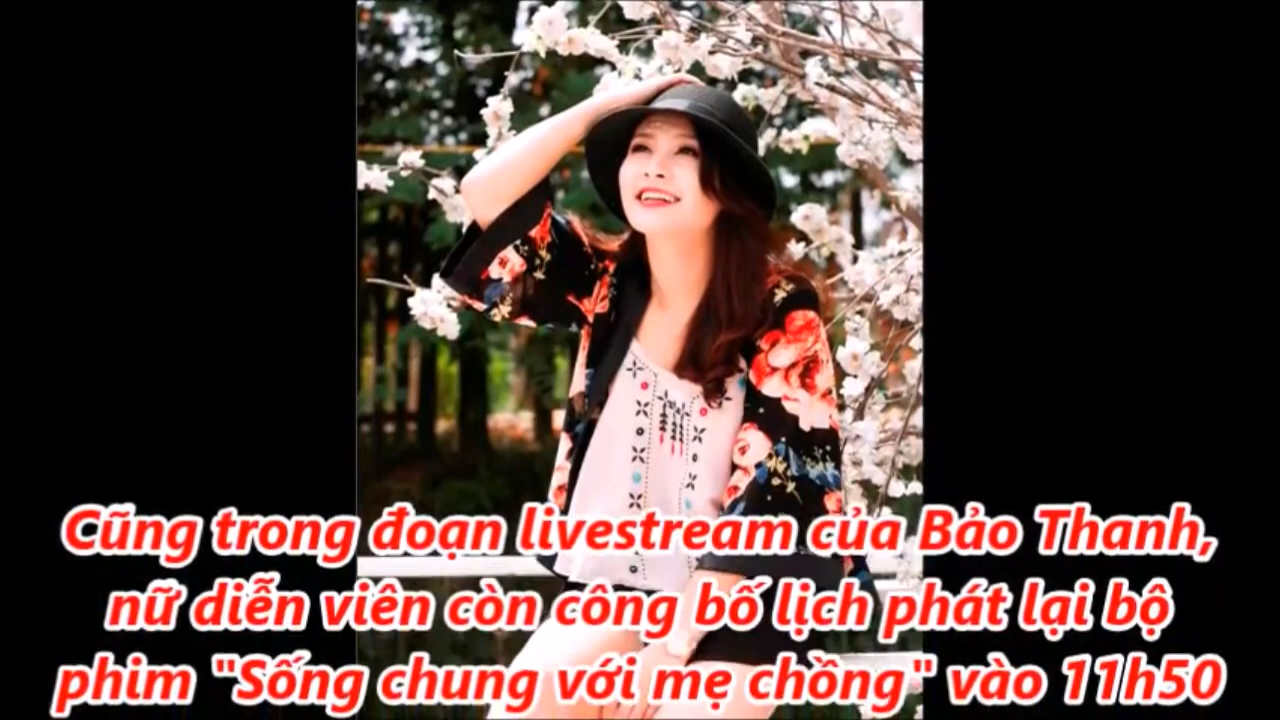 Cũng trong đoạn livestream của Bảo Thanh,
nữ diễn viên còn công bố lịch phát lại bộ
phim "Sống chung với mẹ chồng" vào 11h50